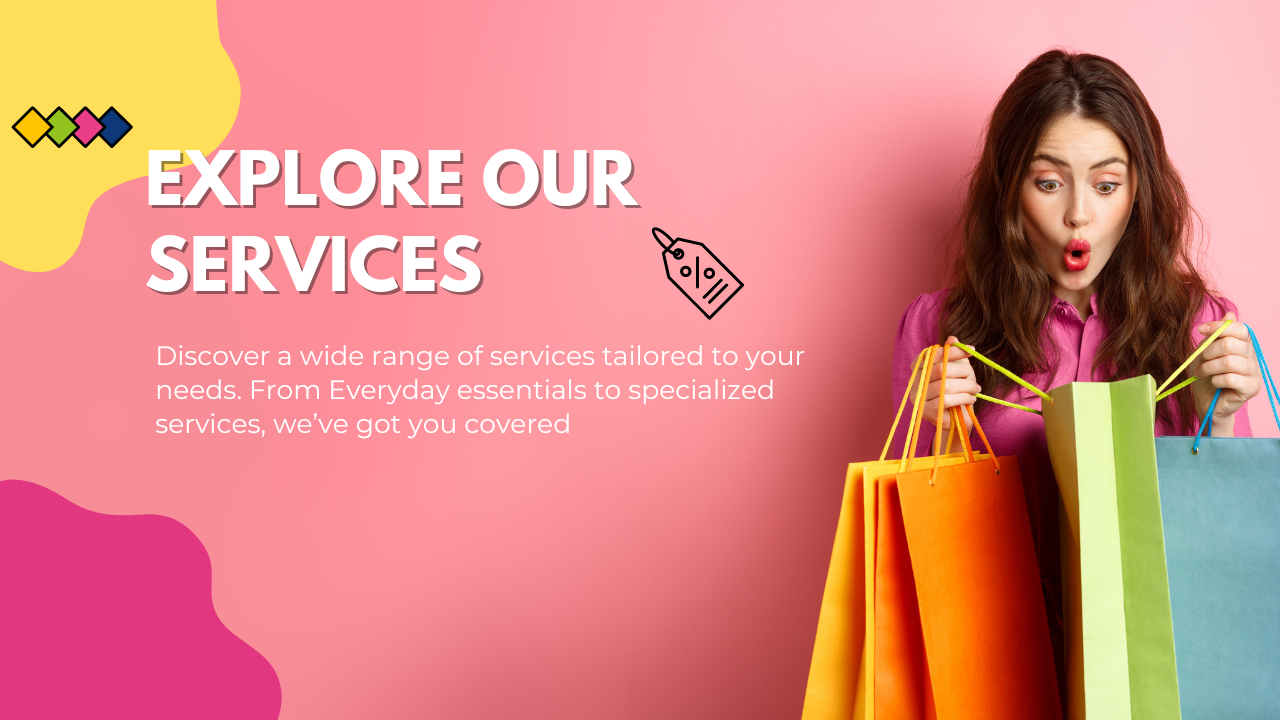 EXPLORE OUR
SERVICES
Discover a wide range of services tailored to your
needs. From Everyday essentials to specialized
services, we’ve got you covered